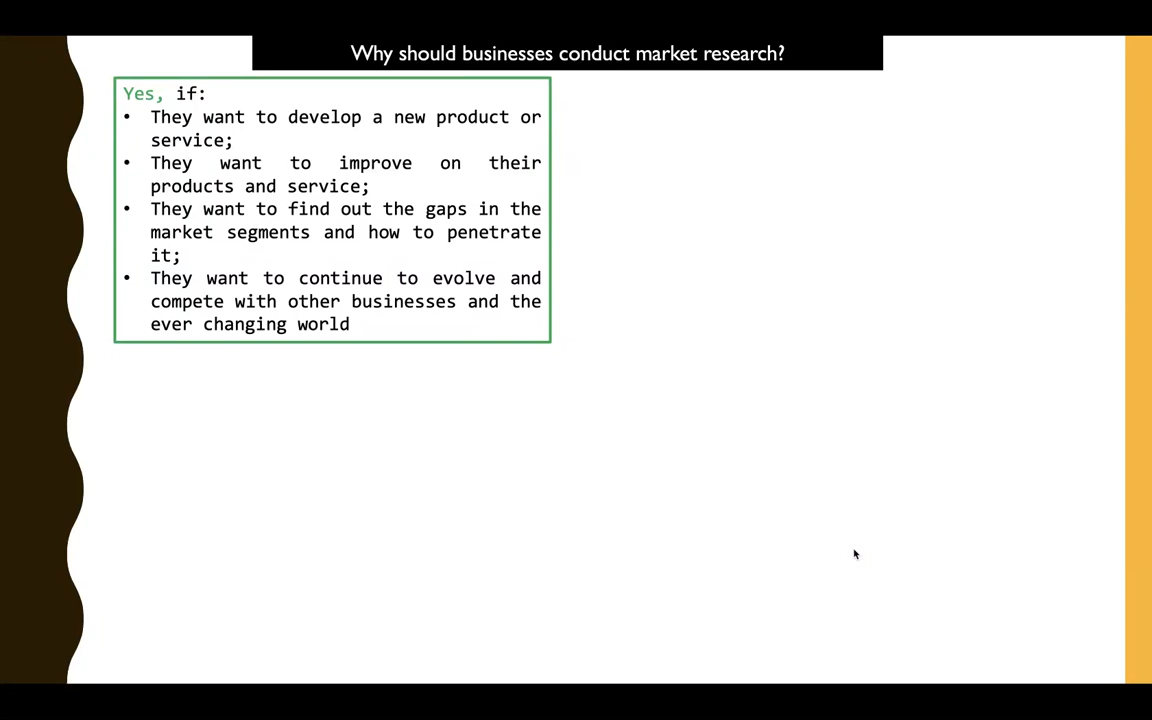 Why should businesses conduct market research?
Yes, if:
• They want to develop a new product or
service;
• They want to improve on their
products and service;
• They want to find out the gaps in the
market segments and how to penetrate
it;
• They want to continue to evolve and
compete with other businesses and the
ever changing world